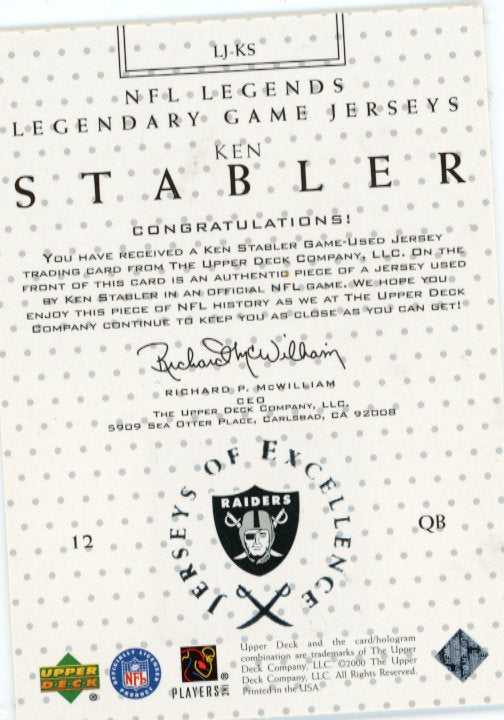 LJ-KS
NFL LEGENDS
LEGENDARY GAME JERSEYS
KEN
STABLER
CONGRATULATIONS!
YOU HAVE RECEIVED A KEN STABLER GAME-USED JERSEY
TRADING CARD FROM THE UPPER DECK COMPANY, LLC. ON THE
FRONT OF THIS CARD IS AN AUTHENTIC PIECE OF A JERSEY USED
BY KEN STABLER IN AN OFFICIAL NFL GAME. WE HOPE YOU
ENJOY THIS PIECE OF NFL HISTORY AS WE AT THE UPPER DECK
COMPANY CONTINUE TO KEEP YOU AS CLOSE AS YOU CAN GET!
Richard McWilliam
RICHARD P. MCWILLIAM
CEO
THE UPPER DECK COMPANY, LLC.
5909 SEA OTTER PLACE, CARLSBAD, CA 92008
JERSEYS OF EXCELLENCE
RAIDERS
12
QB
UPPER
DECK
®
OFFICIALLY LICENSED
NFL
PRODUCT
PLAYERS INC
Upper Deck and the card/hologram
combination are trademarks of The Upper
Deck Company, LLC. ©2000 The Upper
Deck Company, LLC. All Rights Reserved.
Printed in the USA